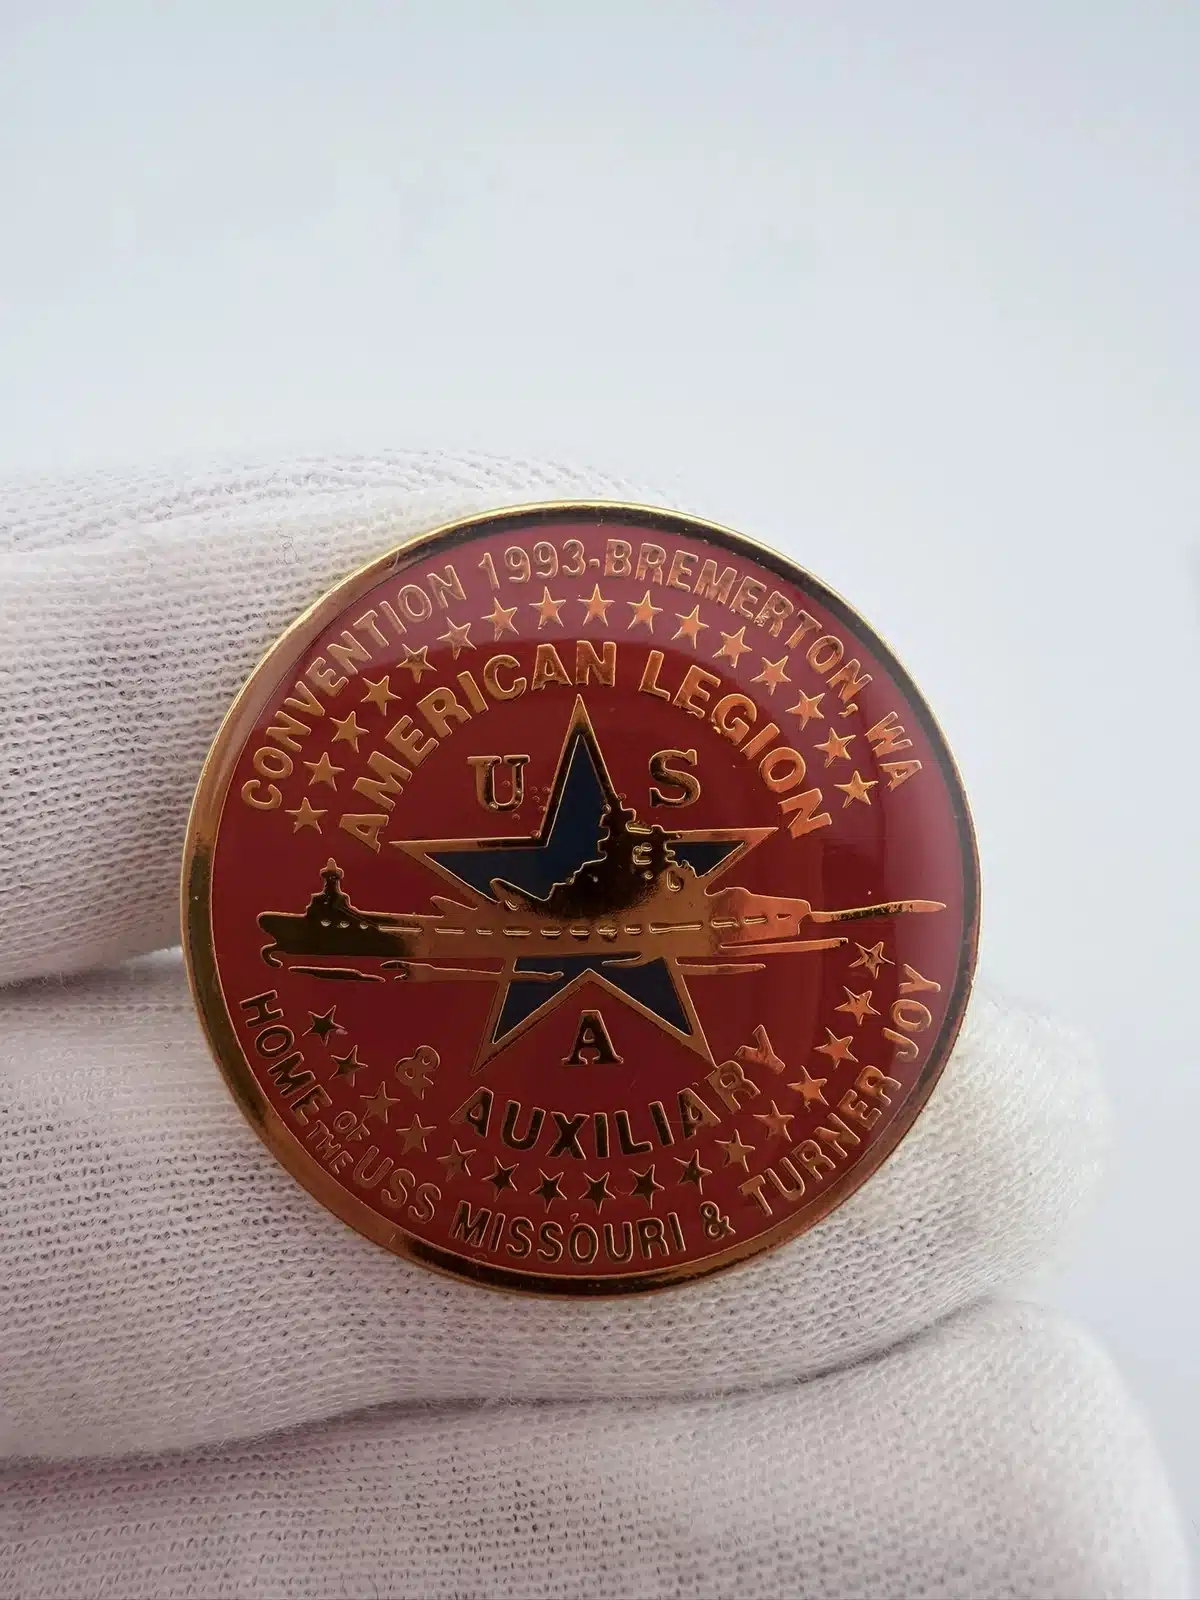 CONVENTION 1993-BREMERTON, WA
AMERICAN LEGION
U S
A
& AUXILIARY
HOME OF THE USS MISSOURI & TURNER JOY